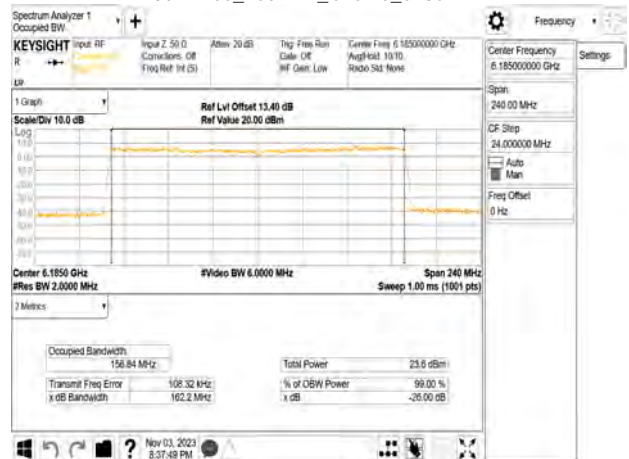 Spectrum Analyzer 1
Occupied BW
KEYSIGHT
R
Input: RF
Input Z: 50 Ω
Corrections: Off
Freq Ref: Int (S)
Atten: 20 dB
Trig: Free Run
Gate: Off
#IF Gain: Low
Center Freq: 6.185000000 GHz
Avg|Hold: 10/10
Radio Std: None
1 Graph
Scale/Div 10.0 dB
Ref Lvl Offset 13.40 dB
Ref Value 20.00 dBm
Log
10.0
0.00
Center 6.1850 GHz
#Res BW 2.0000 MHz
#Video BW 6.0000 MHz
Span 240 MHz
Sweep 1.00 ms (1001 pts)
2 Metrics
Occupied Bandwidth
156.84 MHz
Total Power
23.6 dBm
Transmit Freq Error
108.32 kHz
% of OBW Power
99.00 %
x dB Bandwidth
162.2 MHz
x dB
-26.00 dB
Nov 03, 2023
8:37:49 PM
Frequency
Settings
Center Frequency
6.185000000 GHz
Span
240.00 MHz
CF Step
24.000000 MHz
Auto
Man
Freq Offset
0 Hz